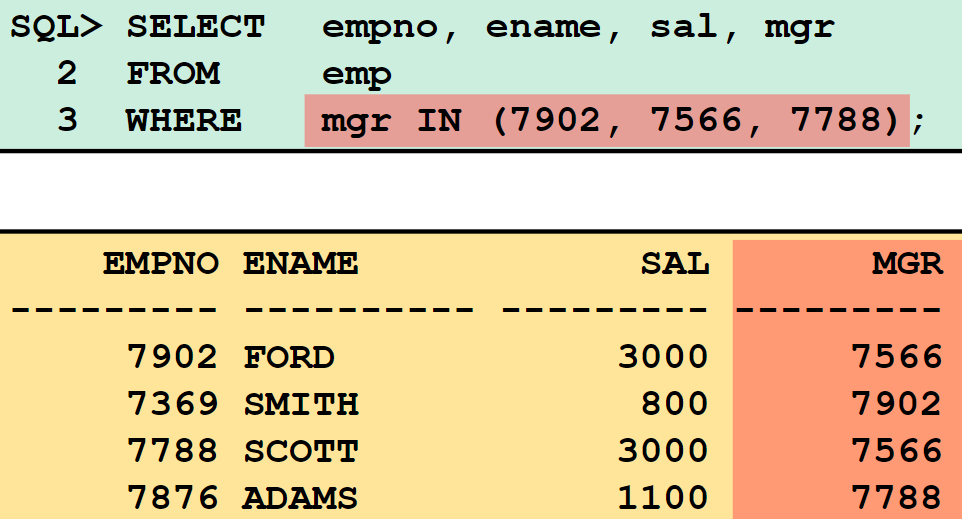 SQL> SELECT empno, ename, sal, mgr
2 FROM emp
3 WHERE mgr IN (7902, 7566, 7788);
EMPNO ENAME SAL MGR
--------- ---------- --------- ---------
7902 FORD 3000 7566
7369 SMITH 800 7902
7788 SCOTT 3000 7566
7876 ADAMS 1100 7788